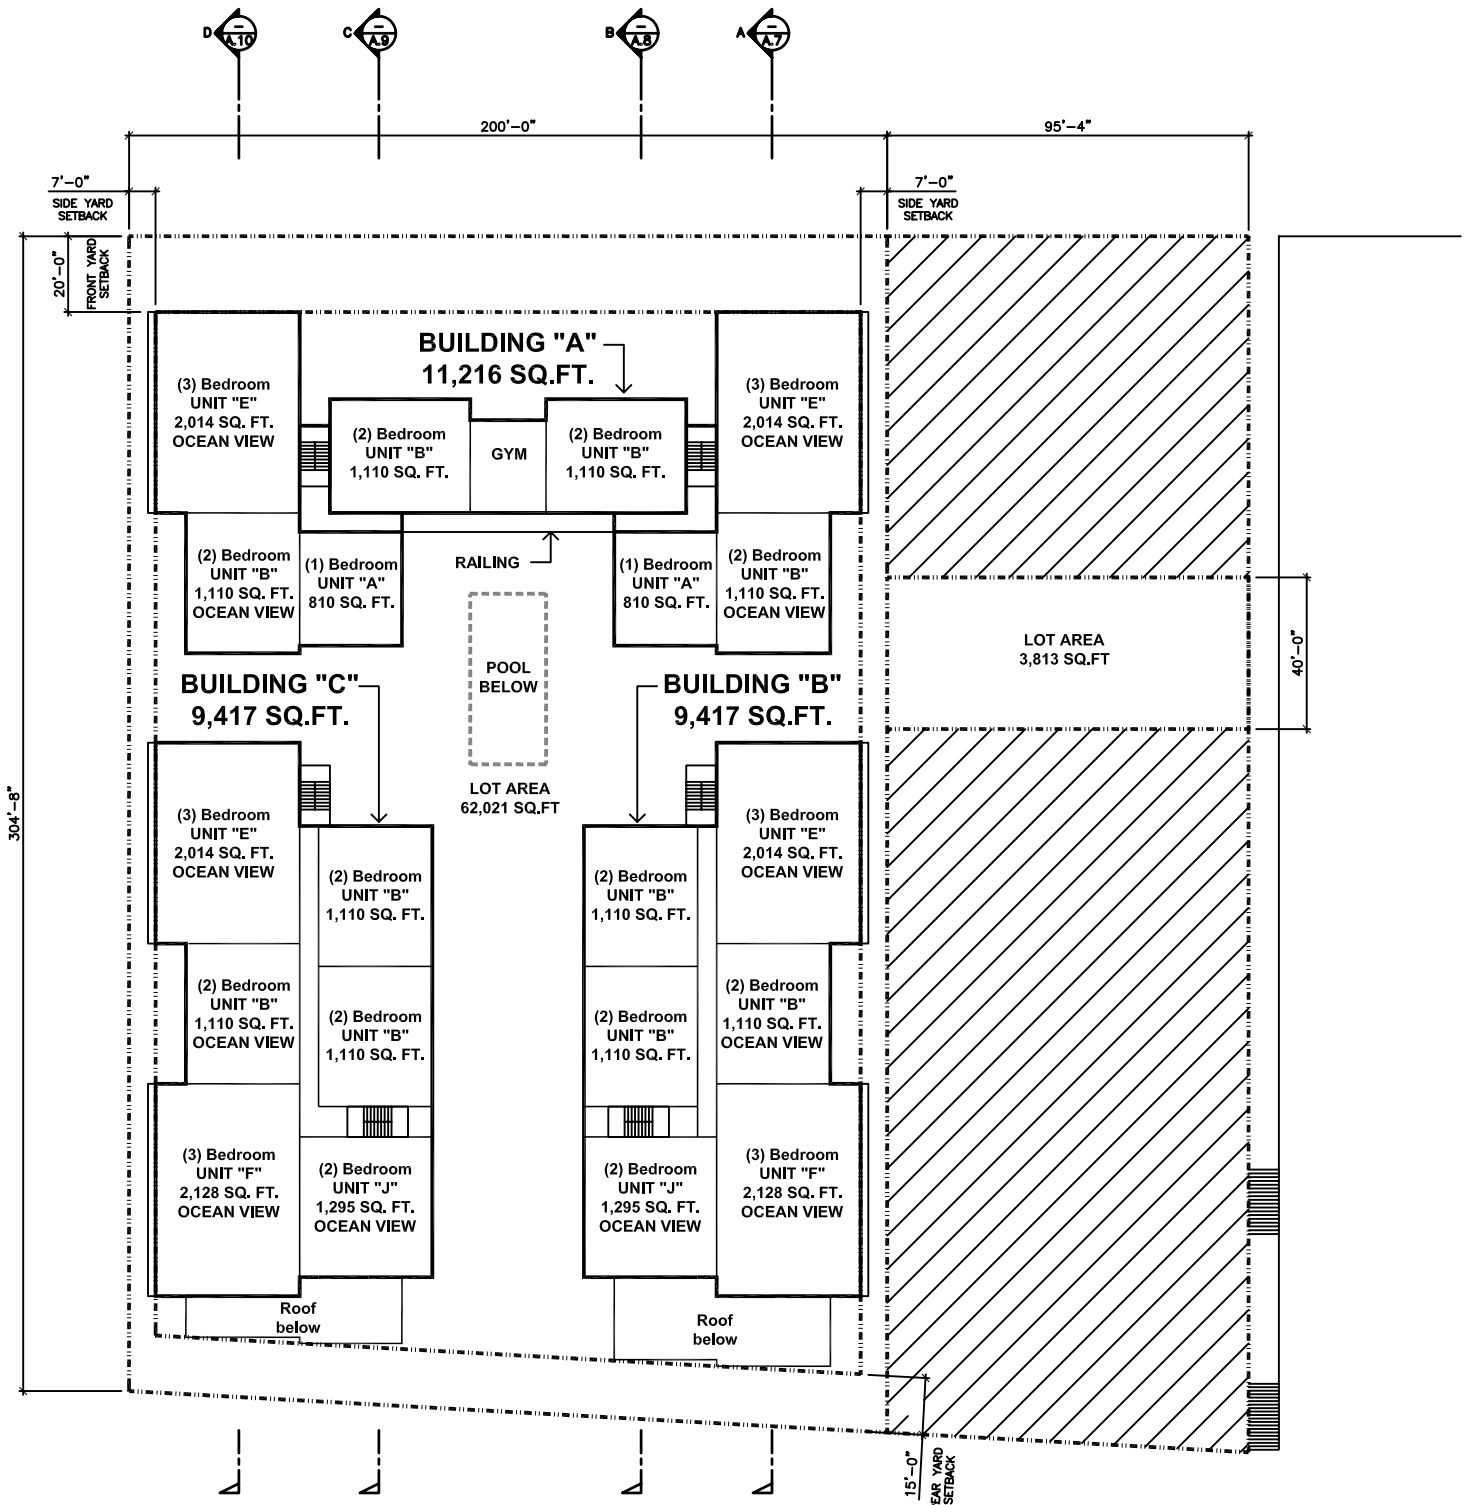 D
-
A.10
C
-
A.9
B
-
A.8
A
-
A.7
200'-0"
95'-4"
7'-0"
SIDE YARD
SETBACK
7'-0"
SIDE YARD
SETBACK
20'-0"
FRONT YARD
SETBACK
304'-8"
BUILDING "A"
11,216 SQ.FT.
(3) Bedroom
UNIT "E"
2,014 SQ. FT.
OCEAN VIEW
(2) Bedroom
UNIT "B"
1,110 SQ. FT.
GYM
(2) Bedroom
UNIT "B"
1,110 SQ. FT.
(3) Bedroom
UNIT "E"
2,014 SQ. FT.
OCEAN VIEW
(2) Bedroom
UNIT "B"
1,110 SQ. FT.
OCEAN VIEW
(1) Bedroom
UNIT "A"
810 SQ. FT.
RAILING
(1) Bedroom
UNIT "A"
810 SQ. FT.
(2) Bedroom
UNIT "B"
1,110 SQ. FT.
OCEAN VIEW
LOT AREA
3,813 SQ.FT
40'-0"
POOL
BELOW
BUILDING "C"
9,417 SQ.FT.
BUILDING "B"
9,417 SQ.FT.
LOT AREA
62,021 SQ.FT
(3) Bedroom
UNIT "E"
2,014 SQ. FT.
OCEAN VIEW
(2) Bedroom
UNIT "B"
1,110 SQ. FT.
(2) Bedroom
UNIT "B"
1,110 SQ. FT.
(3) Bedroom
UNIT "E"
2,014 SQ. FT.
OCEAN VIEW
(2) Bedroom
UNIT "B"
1,110 SQ. FT.
OCEAN VIEW
(2) Bedroom
UNIT "B"
1,110 SQ. FT.
(2) Bedroom
UNIT "B"
1,110 SQ. FT.
(2) Bedroom
UNIT "B"
1,110 SQ. FT.
OCEAN VIEW
(3) Bedroom
UNIT "F"
2,128 SQ. FT.
OCEAN VIEW
(2) Bedroom
UNIT "J"
1,295 SQ. FT.
OCEAN VIEW
(2) Bedroom
UNIT "J"
1,295 SQ. FT.
OCEAN VIEW
(3) Bedroom
UNIT "F"
2,128 SQ. FT.
OCEAN VIEW
Roof
below
Roof
below
15'-0"
EAR YARD
SETBACK